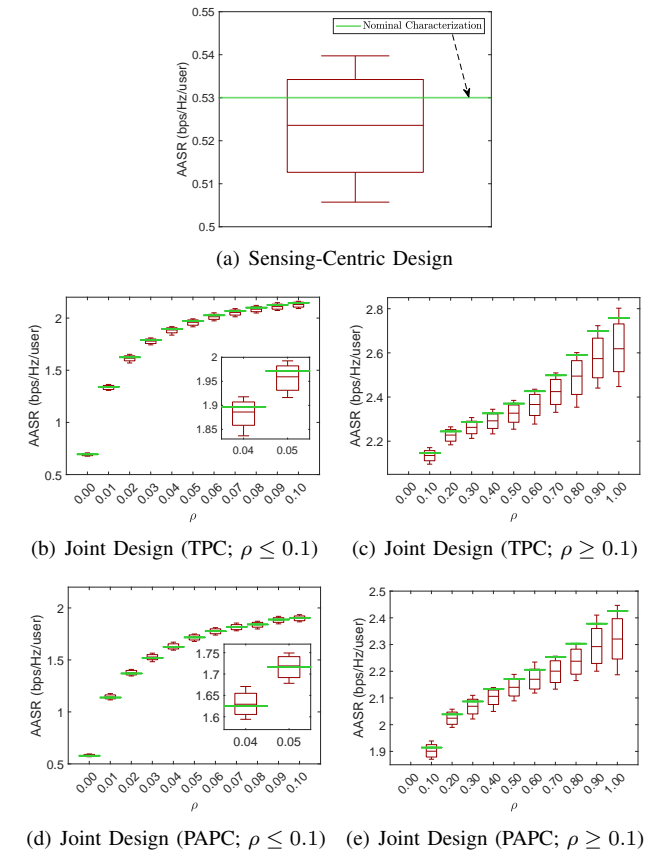 0.55
Nominal Characterization
0.54
0.53
0.52
0.51
0.5
AASR (bps/Hz/user)
(a) Sensing-Centric Design
2
1.5
1
0.5
AASR (bps/Hz/user)
1.95
1.9
1.85
0.04 0.05
0.00 0.01 0.02 0.03 0.04 0.05 0.06 0.07 0.08 0.09 0.10
ρ
(b) Joint Design (TPC; ρ ≤ 0.1)
2.8
2.6
2.4
2.2
AASR (bps/Hz/user)
0.00 0.10 0.20 0.30 0.40 0.50 0.60 0.70 0.80 0.90 1.00
ρ
(c) Joint Design (TPC; ρ ≥ 0.1)
2
1.5
1
0.5
AASR (bps/Hz/user)
1.75
1.7
1.65
1.6
0.04 0.05
0.00 0.01 0.02 0.03 0.04 0.05 0.06 0.07 0.08 0.09 0.10
ρ
(d) Joint Design (PAPC; ρ ≤ 0.1)
2.5
2.4
2.3
2.2
2.1
2
1.9
AASR (bps/Hz/user)
0.00 0.10 0.20 0.30 0.40 0.50 0.60 0.70 0.80 0.90 1.00
ρ
(e) Joint Design (PAPC; ρ ≥ 0.1)